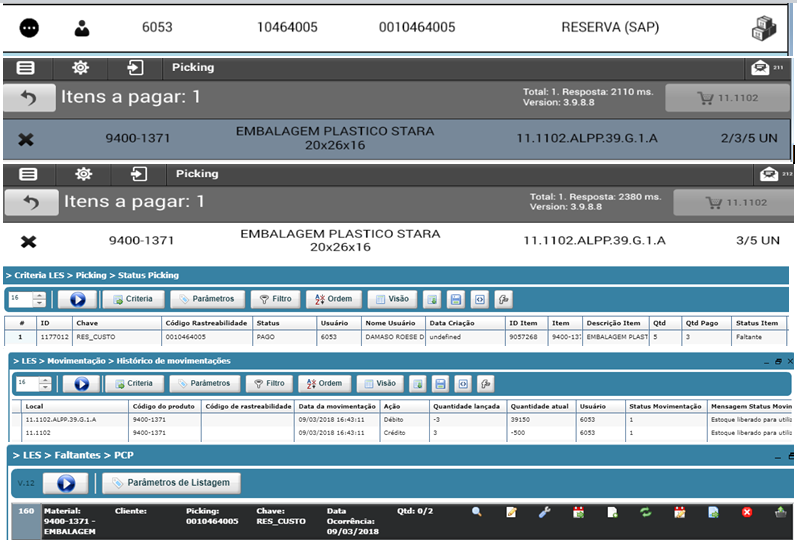 6053 10464005 0010464005 RESERVA (SAP)
Picking 211
Itens a pagar: 1 Total: 1. Resposta: 2110 ms. 11.1102
Version: 3.9.8.8
9400-1371 EMBALAGEM PLASTICO STARA 11.1102.ALPP.39.G.1.A 2/3/5 UN
20x26x16
Picking 212
Itens a pagar: 1 Total: 1. Resposta: 2380 ms. 11.1102
Version: 3.9.8.8
9400-1371 EMBALAGEM PLASTICO STARA 11.1102.ALPP.39.G.1.A 3/5 UN
20x26x16
> Criteria LES > Picking > Status Picking
16 Criteria Parámetros Filtro Ordem Visão
# ID Chave Código Rastreabilidade Status Usuário Nome Usuário Data Criação ID Item Item Descrição Item Qtd Qtd Pago Status Item
1 1177012 RES_CUSTO 0010464005 PAGO 6053 DAMASO ROESE D undefined 9057268 9400-137 EMBALAGEM PLAST 5 3 Faltante
> LES > Movimentação > Histórico de movimentações
16 Criteria Parámetros Filtro Ordem Visão
Local Código do produto Código de rastreabilidade Data da movimentação Ação Quantidade lançada Quantidade atual Usuário Status Movimentação Mensagem Status Movin
11.1102.ALPP.39.G.1.A 9400-1371 09/03/2018 16:43:11 Débito -3 39150 6053 1 Estoque liberado para utiliz
11.1102 9400-1371 09/03/2018 16:43:11 Crédito 3 -500 6053 1 Estoque liberado para utiliz
> LES > Faltantes > PCP
V.12 Parâmetros de Listagem
160 Material: Cliente: Picking: Chave: Data Qtd: 0/2
9400-1371 - 0010464005 RES_CUSTO Ocorrência:
EMBALAGEM 09/03/2018